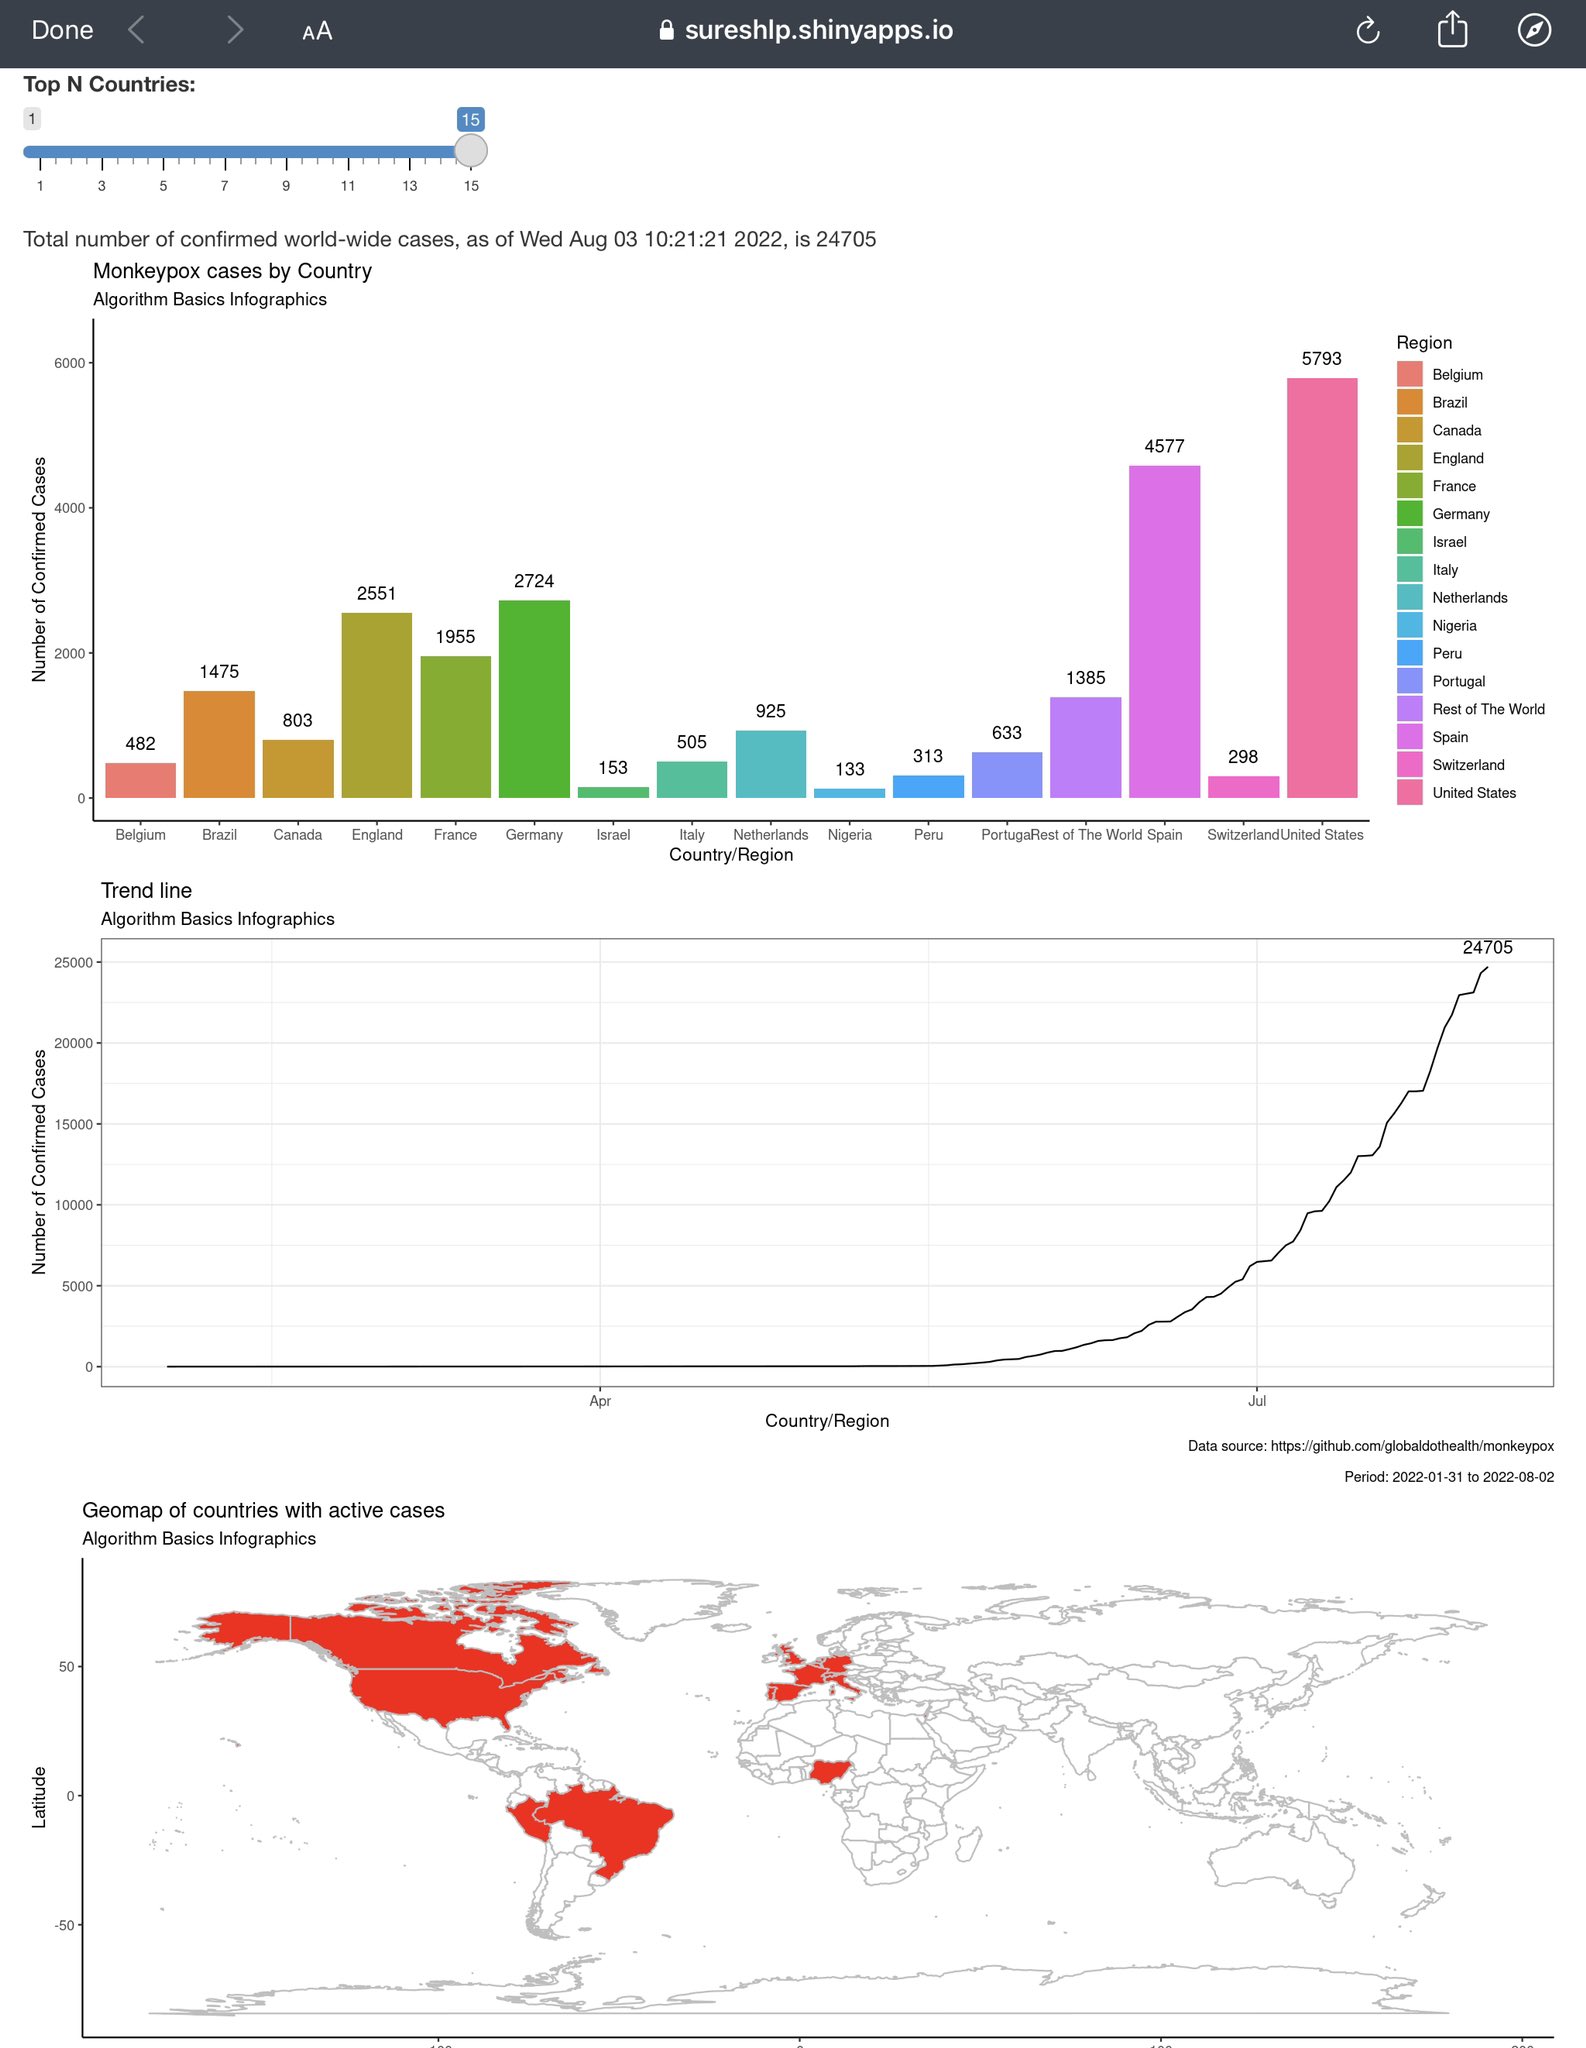 Done AA sureshlp.shinyapps.io
Top N Countries:
1 15
1 3 5 7 9 11 13 15
Total number of confirmed world-wide cases, as of Wed Aug 03 10:21:21 2022, is 24705
Monkeypox cases by Country
Algorithm Basics Infographics
Number of Confirmed Cases
6000
4000
2000
0
482 1475 803 2551 1955 2724 153 505 925 133 313 633 1385 4577 298 5793
Belgium Brazil Canada England France Germany Israel Italy Netherlands Nigeria Peru Portugal Rest of The World Spain Switzerland United States
Country/Region
Region
Belgium
Brazil
Canada
England
France
Germany
Israel
Italy
Netherlands
Nigeria
Peru
Portugal
Rest of The World
Spain
Switzerland
United States
Trend line
Algorithm Basics Infographics
Number of Confirmed Cases
24705
25000
20000
15000
10000
5000
0
Apr Jul
Country/Region
Data source: https://github.com/globaldothealth/monkeypox
Period: 2022-01-31 to 2022-08-02
Geomap of countries with active cases
Algorithm Basics Infographics
Latitude
50
0
-50